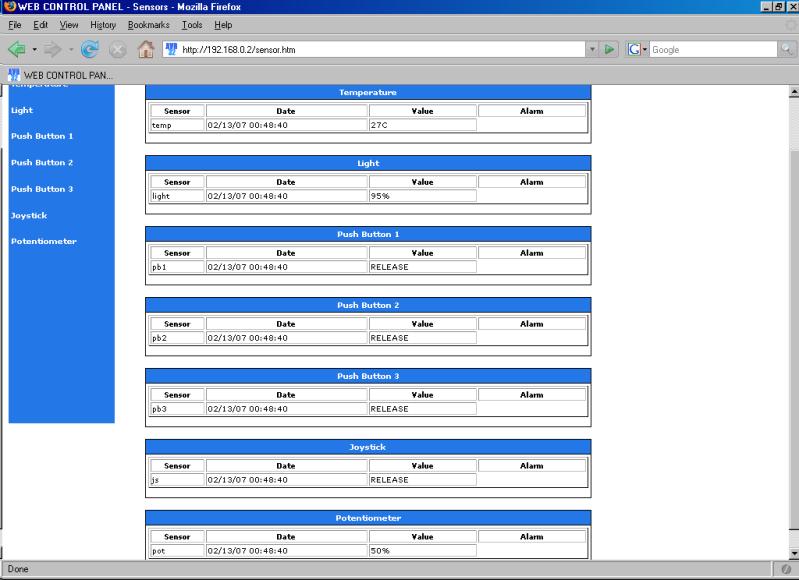 WEB CONTROL PANEL - Sensors - Mozilla Firefox
File Edit View History Bookmarks Tools Help
http://192.168.0.2/sensor.htm
G Google
WEB CONTROL PAN...
Temperature
Light
Push Button 1
Push Button 2
Push Button 3
Joystick
Potentiometer
Temperature
Sensor Date Value Alarm
temp 02/13/07 00:48:40 27C
Light
Sensor Date Value Alarm
light 02/13/07 00:48:40 95%
Push Button 1
Sensor Date Value Alarm
pb1 02/13/07 00:48:40 RELEASE
Push Button 2
Sensor Date Value Alarm
pb2 02/13/07 00:48:40 RELEASE
Push Button 3
Sensor Date Value Alarm
pb3 02/13/07 00:48:40 RELEASE
Joystick
Sensor Date Value Alarm
js 02/13/07 00:48:40 RELEASE
Potentiometer
Sensor Date Value Alarm
pot 02/13/07 00:48:40 50%
Done